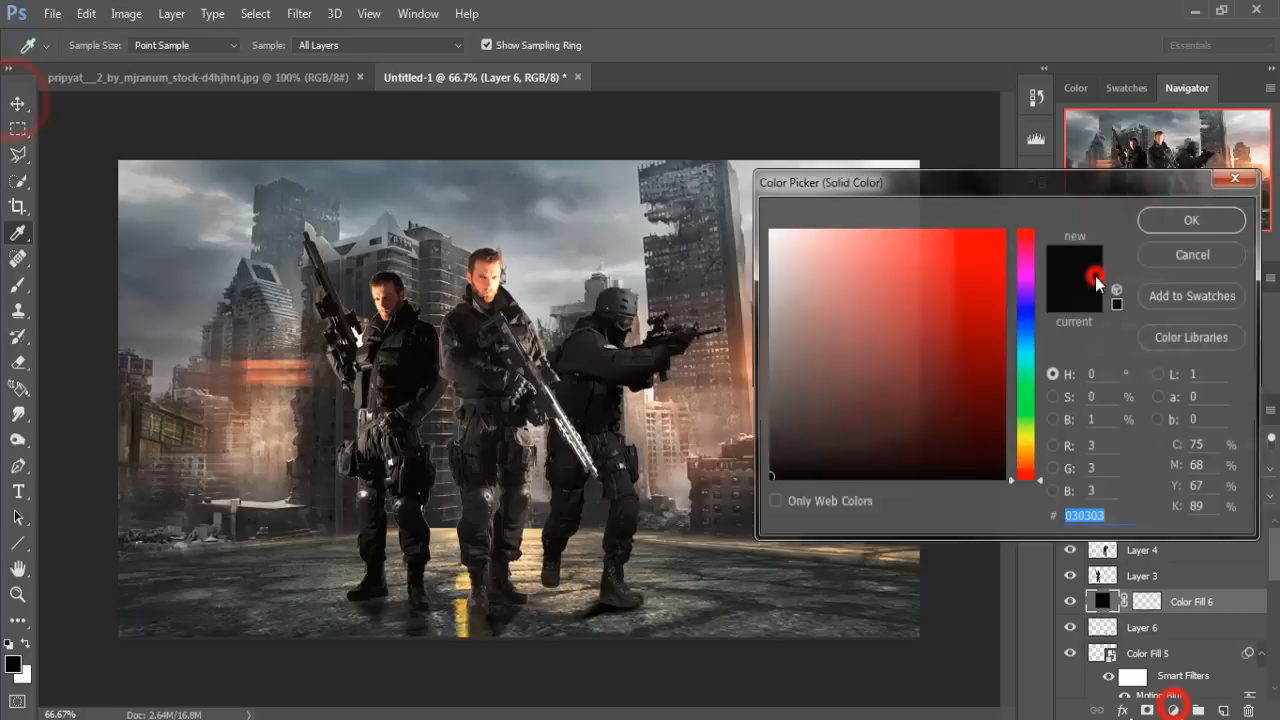 Ps File Edit Image Layer Type Select Filter 3D View Window Help
Sample Size: Point Sample Sample: All Layers Show Sampling Ring Essentials
pripyat__2_by_mjranum_stock-d4hjhnt.jpg @ 100% (RGB/8#) × Untitled-1 @ 66.7% (Layer 6, RGB/8) * ×
Color Swatches Navigator
Color Picker (Solid Color)
OK
new
Cancel
Add to Swatches
current
Color Libraries
H: 0 ° L: 1
S: 0 % a: 0
B: 1 % b: 0
R: 3 C: 75 %
G: 3 M: 68 %
B: 3 Y: 67 %
Only Web Colors K: 89 %
# 030303
Layer 4
Layer 3
Color Fill 6
Layer 6
Color Fill 5
Smart Filters
Motion Blur
fx
66.67% Doc: 2.64M/16.8M